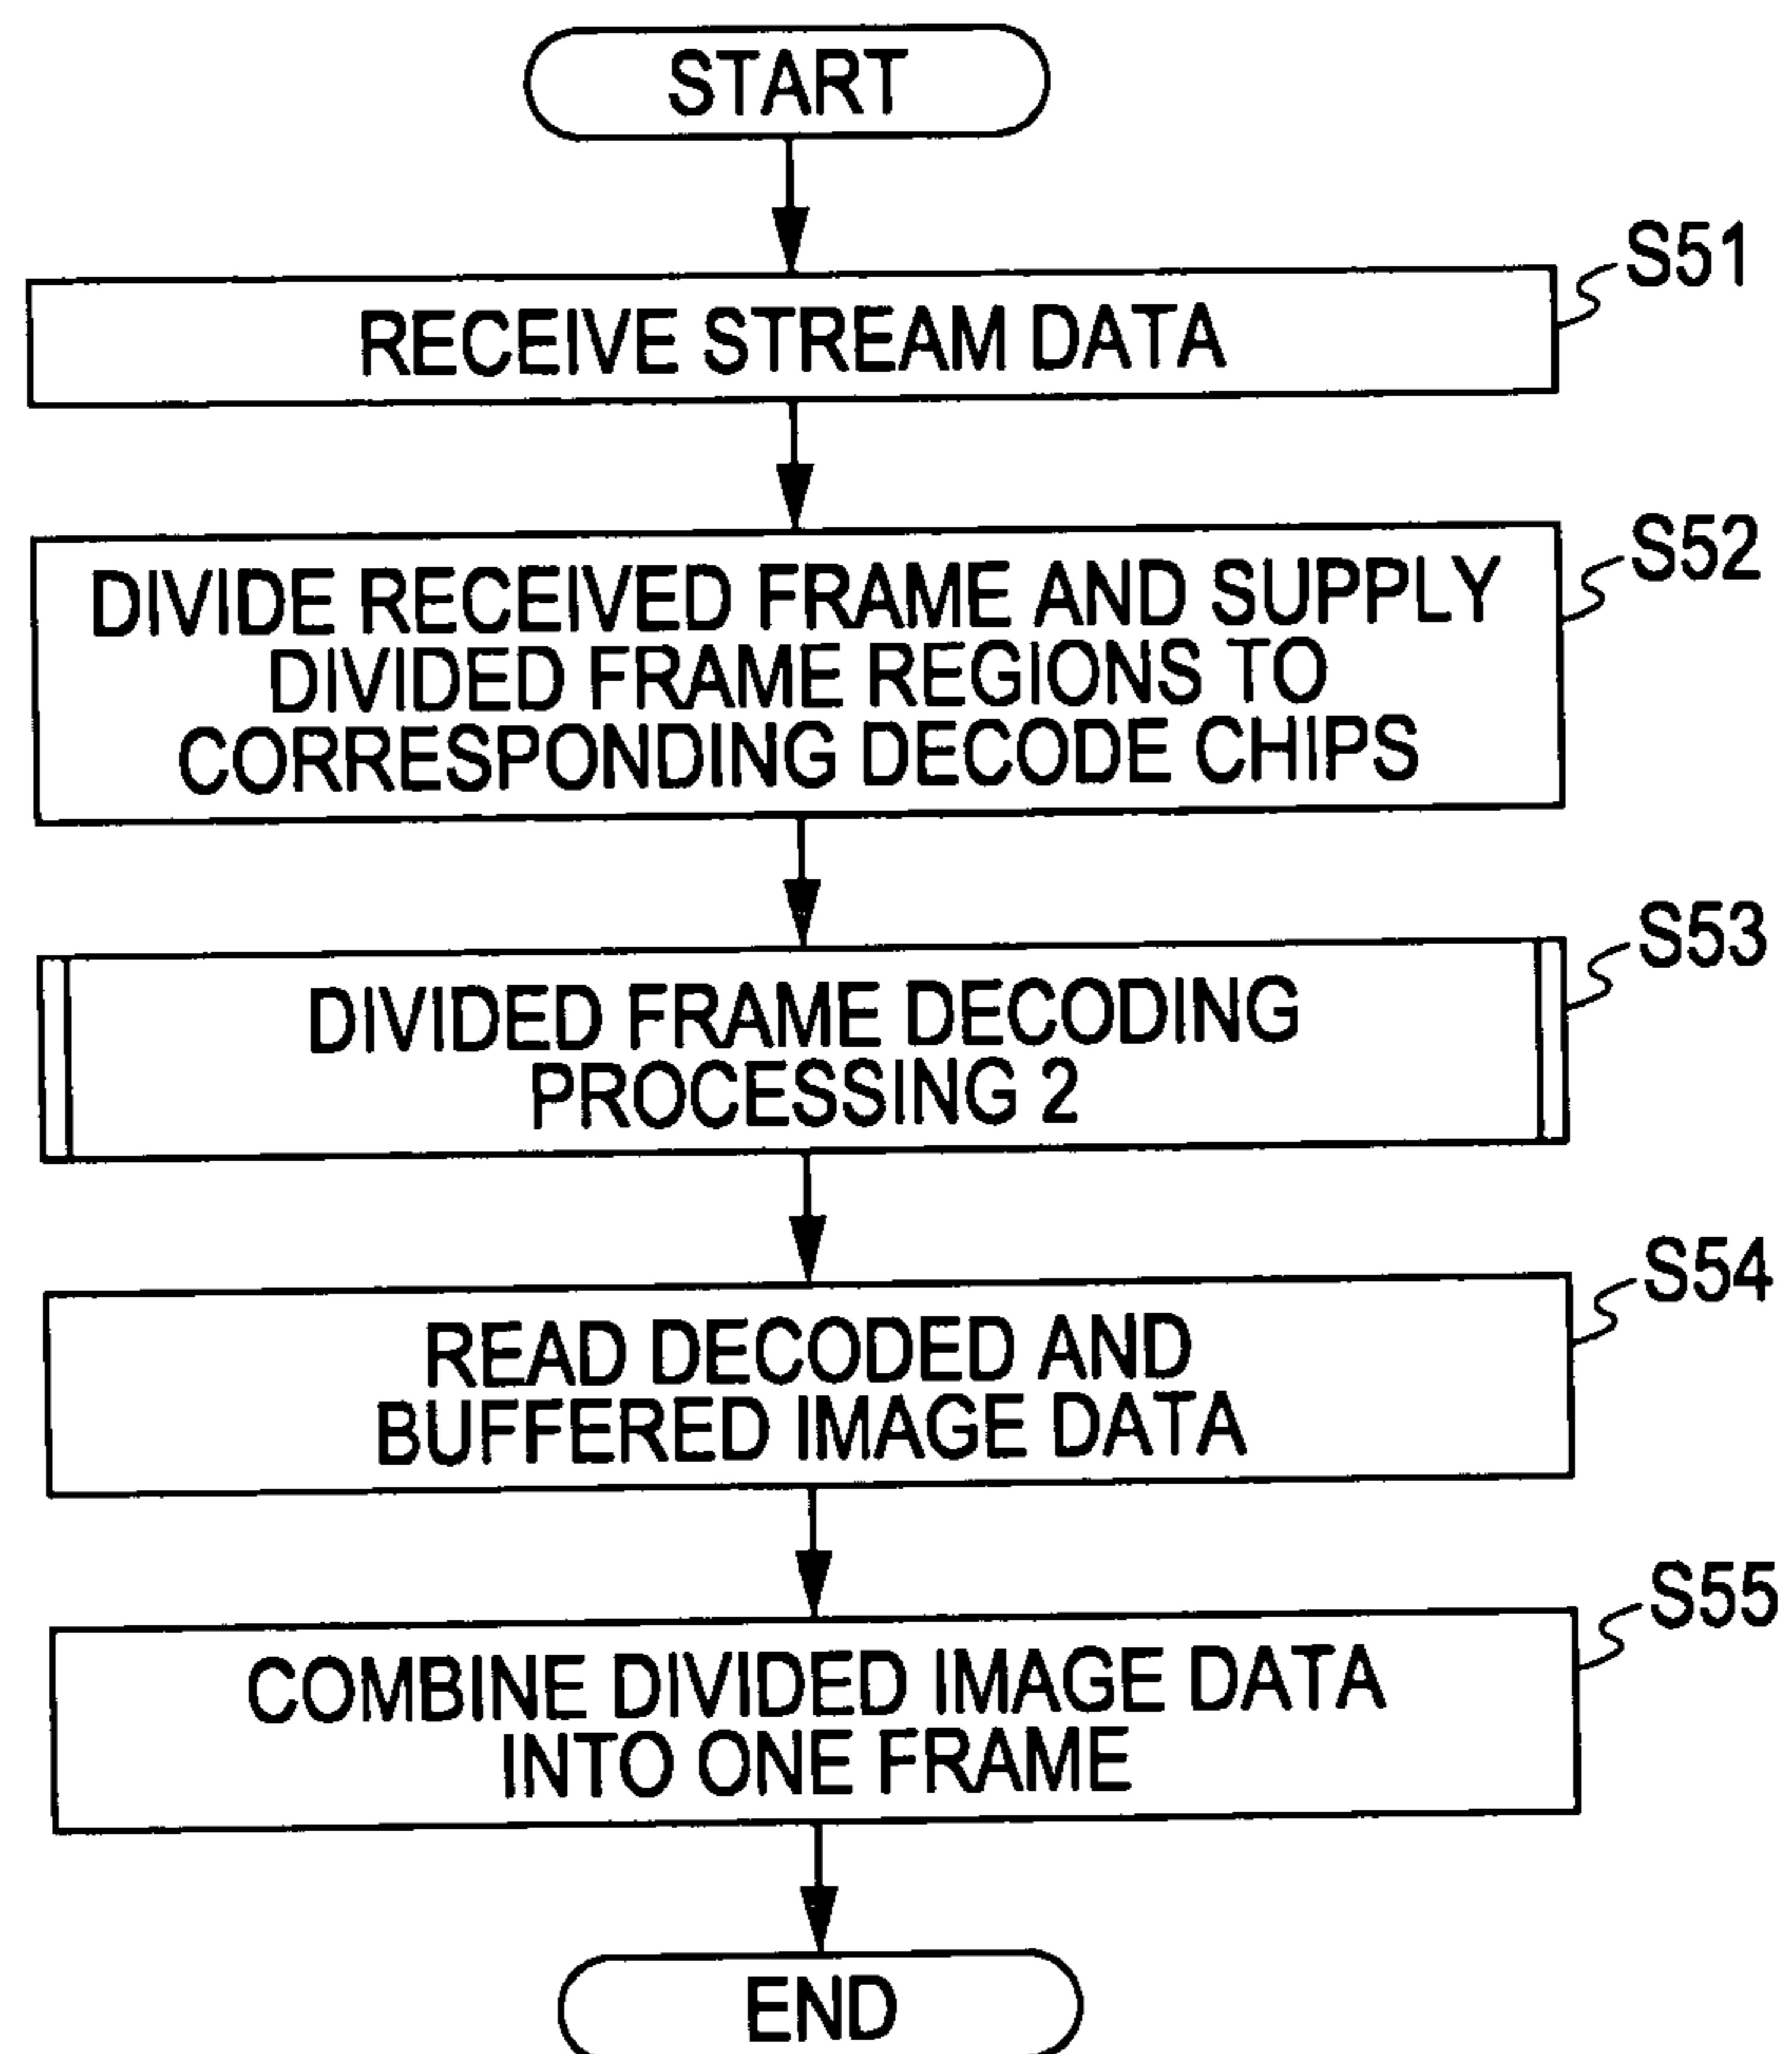 START
S51
RECEIVE STREAM DATA
S52
DIVIDE RECEIVED FRAME AND SUPPLY
DIVIDED FRAME REGIONS TO
CORRESPONDING DECODE CHIPS
S53
DIVIDED FRAME DECODING
PROCESSING 2
S54
READ DECODED AND
BUFFERED IMAGE DATA
S55
COMBINE DIVIDED IMAGE DATA
INTO ONE FRAME
END